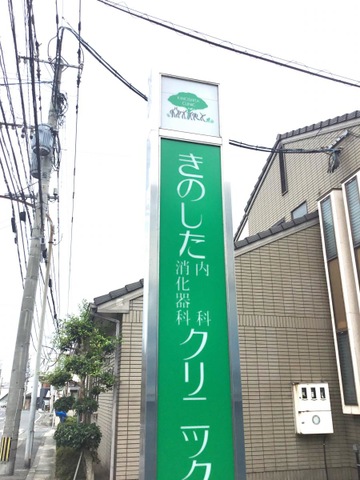 きのした
内科
消化器科
クリニック